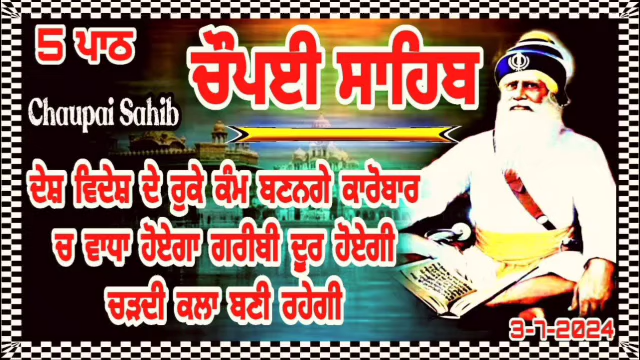 5 ਪਾਠ
ਚੌਪਈ ਸਾਹਿਬ
Chaupai Sahib
ਦੇਸ਼ ਵਿਦੇਸ਼ ਦੇ ਰੁਕੇ ਕੰਮ ਬਣਨਗੇ ਕਾਰੋਬਾਰ
ਚ ਵਾਧਾ ਹੋਏਗਾ ਗਰੀਬੀ ਦੂਰ ਹੋਏਗੀ
ਚੜਦੀ ਕਲਾ ਬਣੀ ਰਹੇਗੀ
3-7-2024